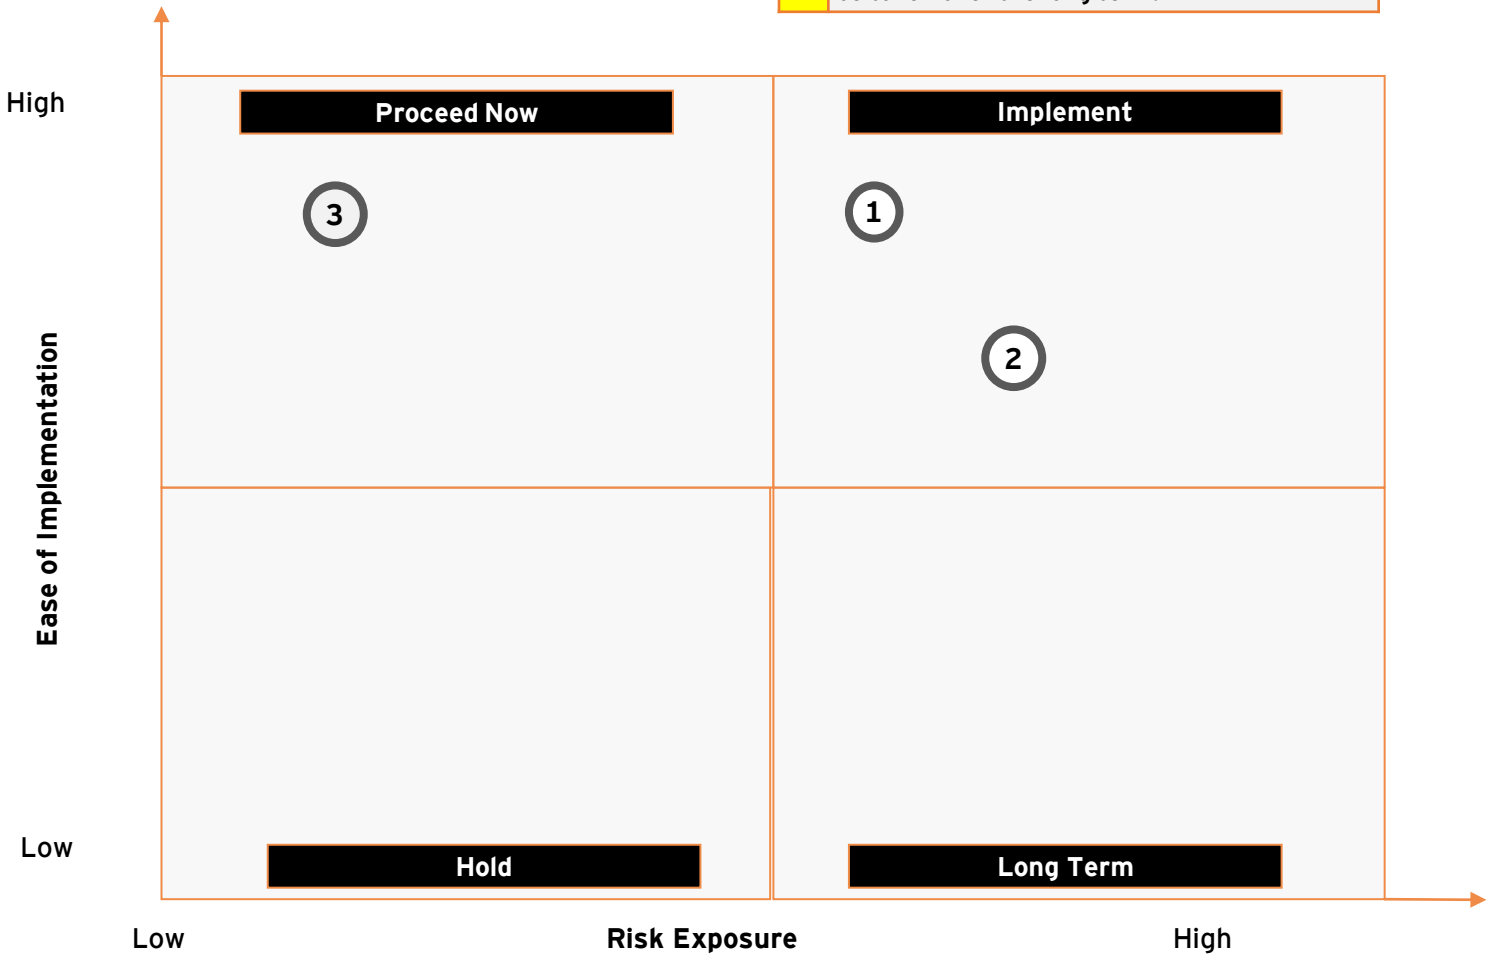 High
Proceed Now
Implement
3
1
2
Ease of Implementation
Low
Hold
Long Term
Low
Risk Exposure
High